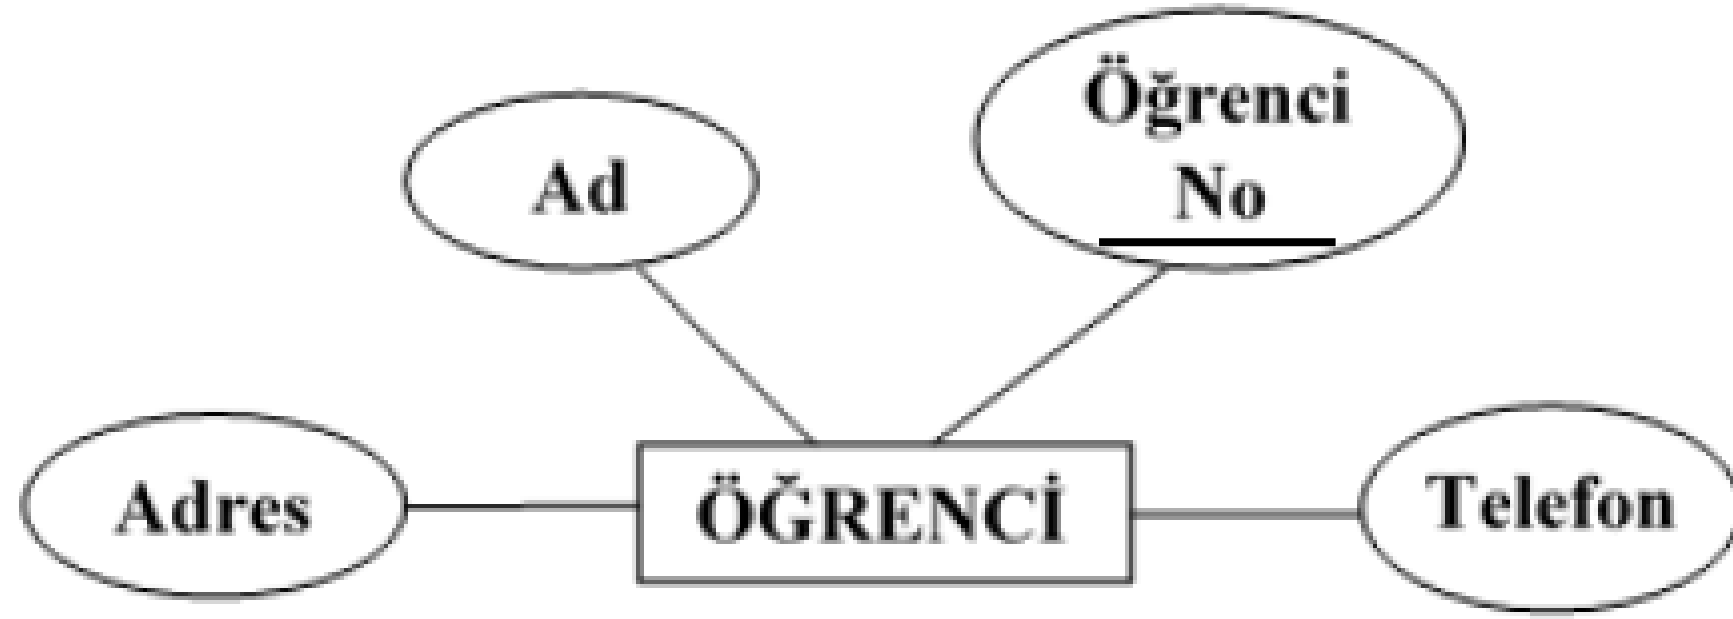 Öğrenci
No
Ad
Adres
ÖĞRENCİ
Telefon